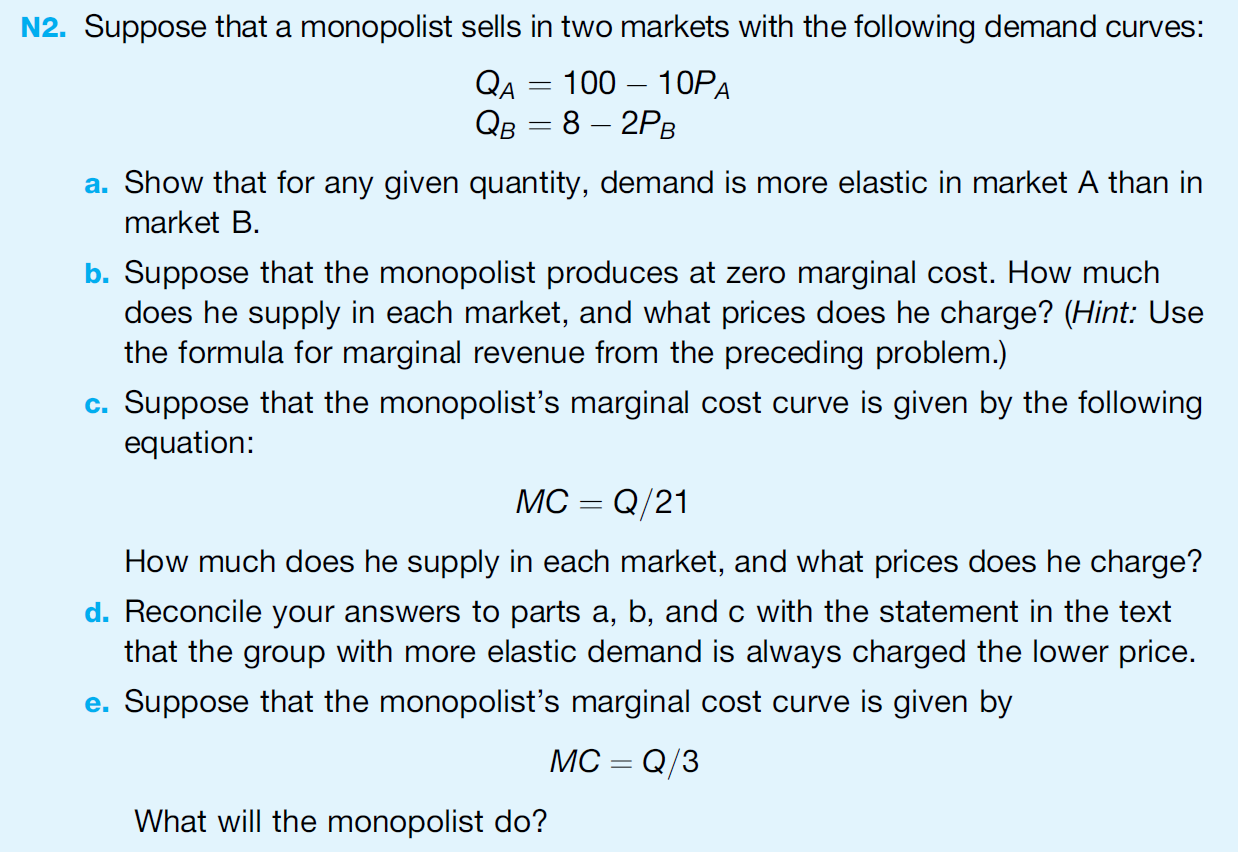 N2. Suppose that a monopolist sells in two markets with the following demand curves:
Q_A = 100 – 10P_A
Q_B = 8 – 2P_B
a. Show that for any given quantity, demand is more elastic in market A than in
market B.
b. Suppose that the monopolist produces at zero marginal cost. How much
does he supply in each market, and what prices does he charge? (Hint: Use
the formula for marginal revenue from the preceding problem.)
c. Suppose that the monopolist’s marginal cost curve is given by the following
equation:
MC = Q/21
How much does he supply in each market, and what prices does he charge?
d. Reconcile your answers to parts a, b, and c with the statement in the text
that the group with more elastic demand is always charged the lower price.
e. Suppose that the monopolist’s marginal cost curve is given by
MC = Q/3
What will the monopolist do?